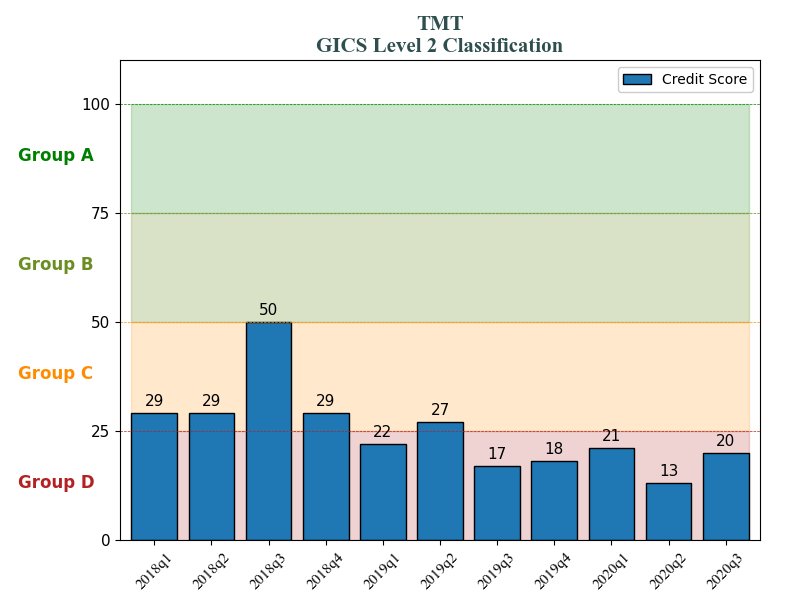 TMT
GICS Level 2 Classification
Credit Score
100
Group A
75
Group B
50
50
Group C
29
29
29
27
25
22
21
20
18
17
13
Group D
0
2018q1
2018q2
2018q3
2018q4
2019q1
2019q2
2019q3
2019q4
2020q1
2020q2
2020q3